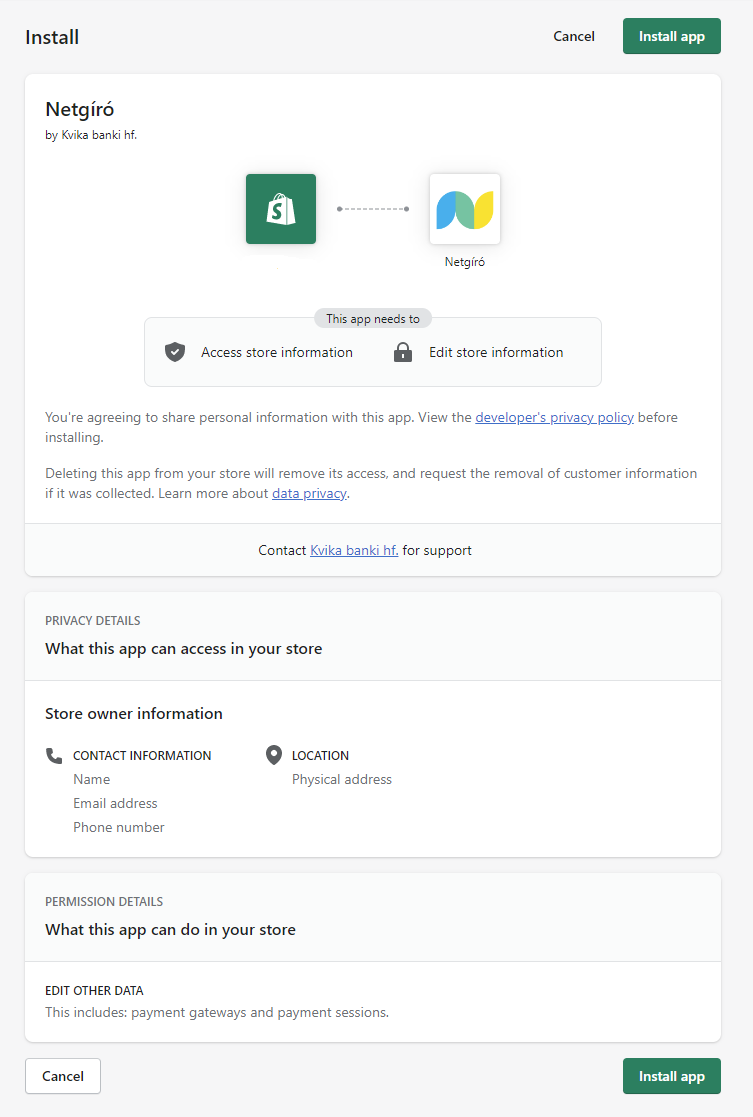 Install
Cancel
Install app
Netgíró
by Kvika banki hf.
S
Netgíró
This app needs to
Access store information
Edit store information
You're agreeing to share personal information with this app. View the developer's privacy policy before
installing.
Deleting this app from your store will remove its access, and request the removal of customer information
if it was collected. Learn more about data privacy.
Contact Kvika banki hf. for support
PRIVACY DETAILS
What this app can access in your store
Store owner information
CONTACT INFORMATION
Name
Email address
Phone number
LOCATION
Physical address
PERMISSION DETAILS
What this app can do in your store
EDIT OTHER DATA
This includes: payment gateways and payment sessions.
Cancel
Install app